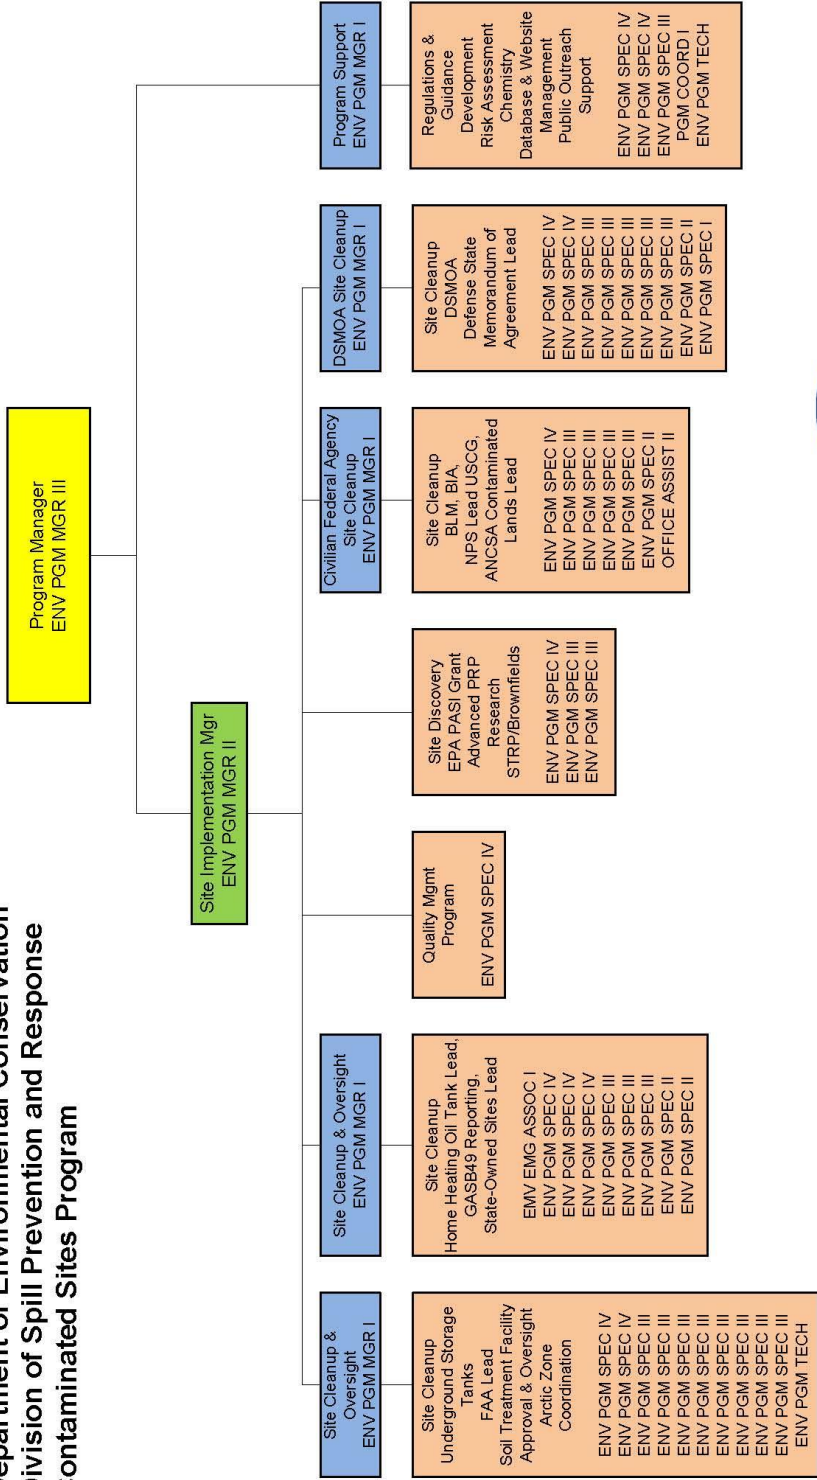 epartment of Environmental Conservation
ivision of Spill Prevention and Response
ontaminated Sites Program
Program Manager
ENV PGM MGR III
Site Implementation Mgr
ENV PGM MGR II
Site Cleanup &
Oversight
ENV PGM MGR I
Site Cleanup & Oversight
ENV PGM MGR I
Civilian Federal Agency
Site Cleanup
ENV PGM MGR I
DSMOA Site Cleanup
ENV PGM MGR I
Program Support
ENV PGM MGR I
Site Cleanup
Underground Storage
Tanks
FAA Lead
Soil Treatment Facility
Approval & Oversight
Arctic Zone
Coordination
ENV PGM SPEC IV
ENV PGM SPEC IV
ENV PGM SPEC III
ENV PGM SPEC III
ENV PGM SPEC III
ENV PGM SPEC III
ENV PGM SPEC III
ENV PGM SPEC III
ENV PGM SPEC III
ENV PGM SPEC III
ENV PGM TECH
Site Cleanup
Home Heating Oil Tank Lead,
GASB49 Reporting,
State-Owned Sites Lead
EMV EMG ASSOC I
ENV PGM SPEC IV
ENV PGM SPEC IV
ENV PGM SPEC IV
ENV PGM SPEC III
ENV PGM SPEC III
ENV PGM SPEC III
ENV PGM SPEC II
ENV PGM SPEC II
Quality Mgmt
Program
ENV PGM SPEC IV
Site Discovery
EPA PASI Grant
Advanced PRP
Research
STRP/Brownfields
ENV PGM SPEC IV
ENV PGM SPEC III
ENV PGM SPEC III
Site Cleanup
BLM, BIA,
NPS Lead USCG,
ANCSA Contaminated
Lands Lead
ENV PGM SPEC IV
ENV PGM SPEC III
ENV PGM SPEC III
ENV PGM SPEC III
ENV PGM SPEC III
ENV PGM SPEC II
OFFICE ASSIST II
Site Cleanup
DSMOA
Defense State
Memorandum of
Agreement Lead
ENV PGM SPEC IV
ENV PGM SPEC IV
ENV PGM SPEC III
ENV PGM SPEC III
ENV PGM SPEC III
ENV PGM SPEC III
ENV PGM SPEC III
ENV PGM SPEC II
ENV PGM SPEC I
Regulations &
Guidance
Development
Risk Assessment
Chemistry
Database & Website
Management
Public Outreach
Support
ENV PGM SPEC IV
ENV PGM SPEC IV
ENV PGM SPEC III
PGM COORD I
ENV PGM TECH